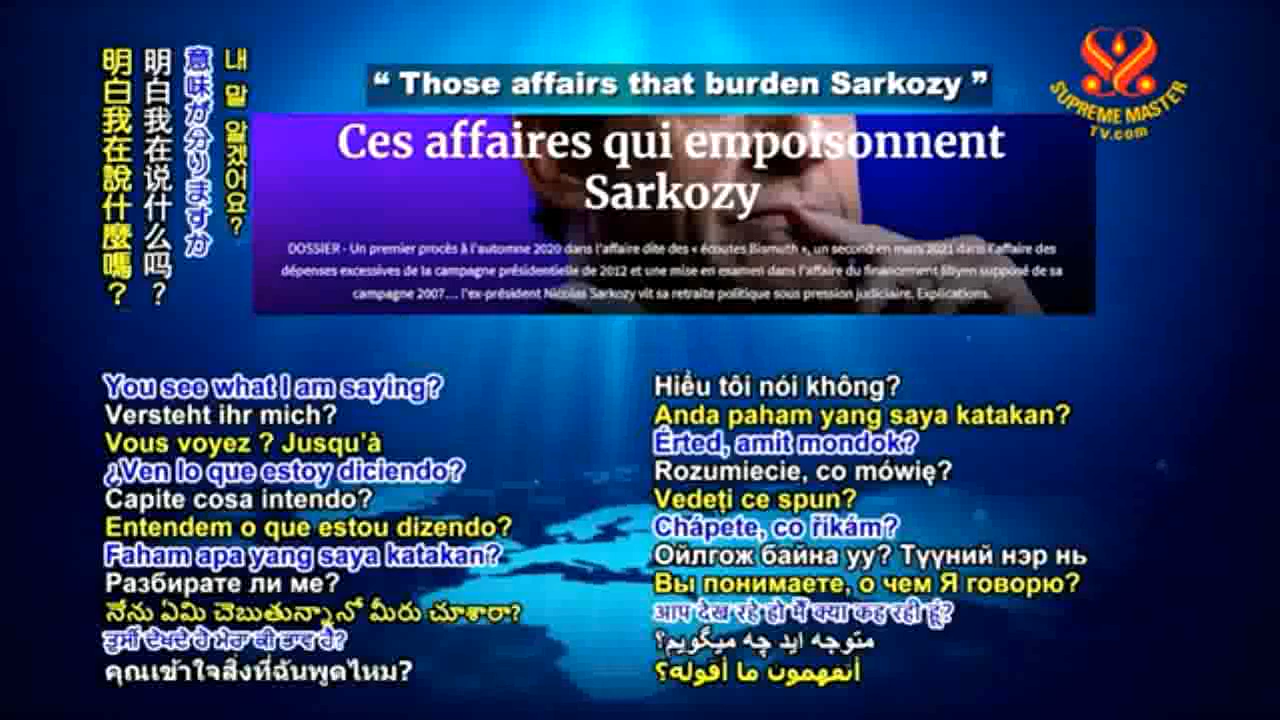 明白我在說什麼嗎？
明白我在说什么吗？
意味が分りますか
내 말 알겠어요?
“ Those affairs that burden Sarkozy ”
SUPREME MASTER
TV.com
Ces affaires qui empoisonnent
Sarkozy
DOSSIER - Un premier procès à l'automne 2020 dans l'affaire dite des « écoutes Bismuth », un second en mars 2021 dans l'affaire des
dépenses excessives de la campagne présidentielle de 2012 et une mise en examen dans l'affaire du financement libyen supposé de sa
campagne 2007.... l'ex-président Nicolas Sarkozy vit sa retraite politique sous pression judiciaire. Explications.
You see what I am saying?
Versteht ihr mich?
Vous voyez ? Jusqu'à
¿Ven lo que estoy diciendo?
Capite cosa intendo?
Entendem o que estou dizendo?
Faham apa yang saya katakan?
Разбирате ли ме?
నేను ఏమి చెబుతున్నానో మీరు చూశారా?
ਤੁਸੀਂ ਦੇਖਦੇ ਹੋ ਮੇਰਾ ਕੀ ਭਾਵ ਹੈ?
คุณเข้าใจสิ่งที่ฉันพูดไหม?
Hiểu tôi nói không?
Anda paham yang saya katakan?
Érted, amit mondok?
Rozumiecie, co mówię?
Vedeți ce spun?
Chápete, co říkám?
Ойлгож байна уу? Түүний нэр нь
Вы понимаете, о чем Я говорю?
आप देख रहे हो मैं क्या कह रही हूं?
متوجه اید چه میگویم؟
أتفهمون ما أقوله؟